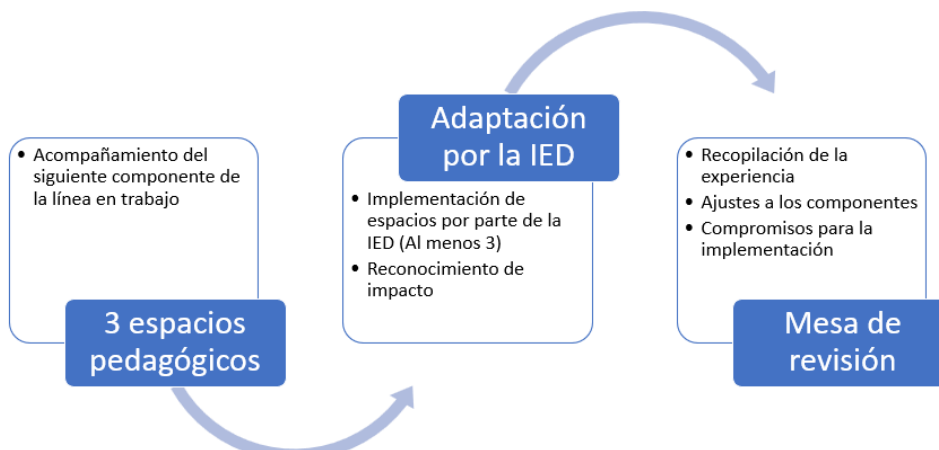 • Acompañamiento del
siguiente componente de
la línea en trabajo
3 espacios
pedagógicos
Adaptación
por la IED
• Implementación de
espacios por parte de la
IED (Al menos 3)
• Reconocimiento de
impacto
• Recopilación de la
experiencia
• Ajustes a los componentes
• Compromisos para la
implementación
Mesa de
revisión